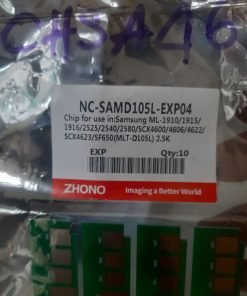 CHSA46
NC-SAMD105L-EXP04
Chip for use in:Samsung ML-1910/1915/
1916/2525/2540/2580/SCX4600/4606/4622/
SCX4623/SF650(MLT-D105L) 2.5K
EXP Qty:10
ZHONO Imaging a Better World